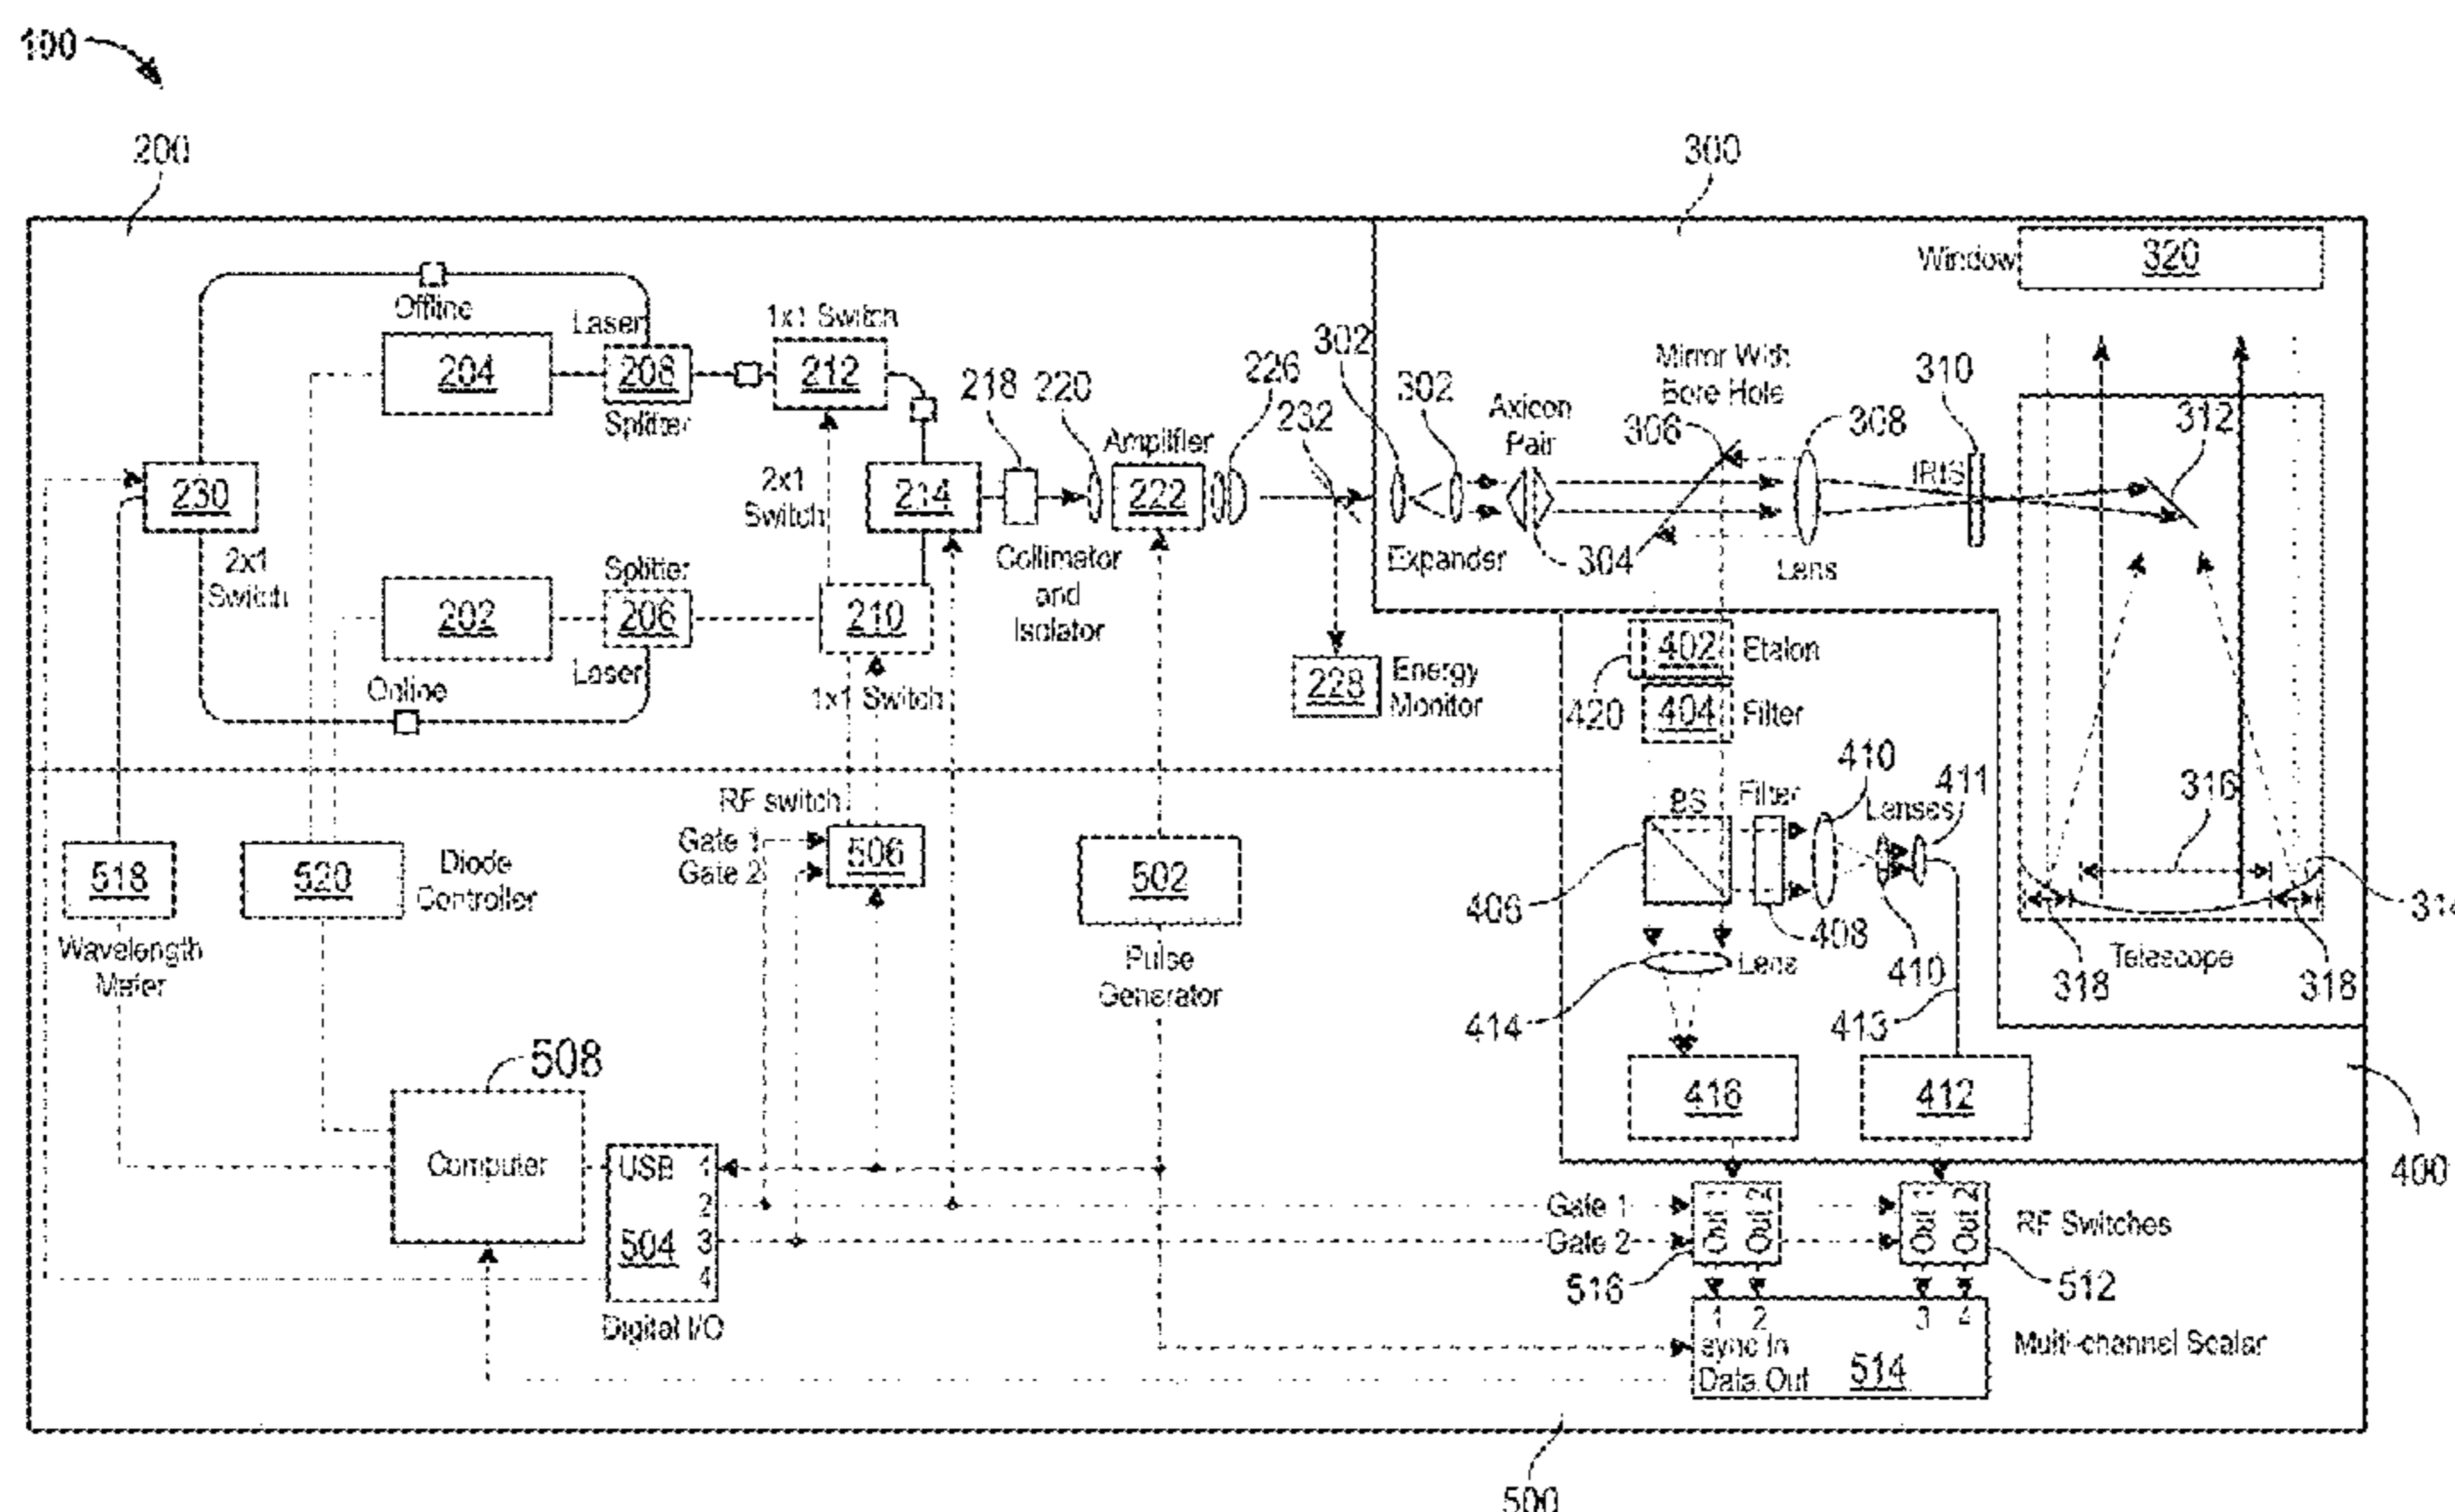 100
200
300
Window
320
Offline
204
Laser
208
Splitter
1x1 Switch
212
230
2x1
Switch
2x1
Switch
214
218
Collimator
and
Isolator
220
Amplifier
222
226
232
302
302
Expander
Axicon
Pair
304
Mirror With
Bore Hole
306
308
Lens
310
IRIS
312
202
Online
Splitter
206
Laser
210
1x1 Switch
228
Energy
Monitor
402
Etalon
420
404
Filter
BS
406
Filter
408
410
Lenses
411
410
413
Lens
414
416
412
316
314
318
318
Telescope
400
518
Wavelength
Meter
520
Diode
Controller
RF switch
Gate 1
Gate 2
506
502
Pulse
Generator
508
Computer
USB 1
2
504 3
4
Digital I/O
Gate 1
Gate 2
Out 1
Out 2
Out 1
Out 2
RF Switches
516
512
1 2 3 4
sync In
Data Out 514
Multi-channel Scalar
500